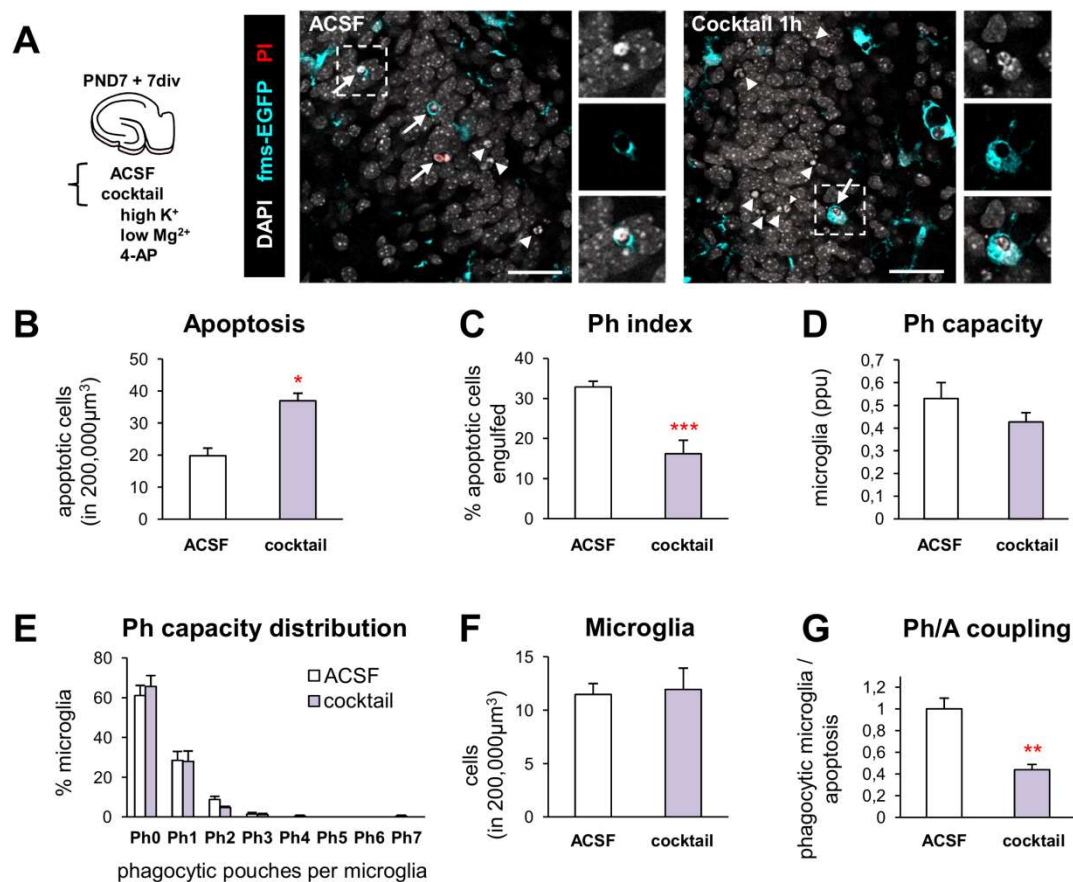 A
PND7 + 7div
ACSF
cocktail
high K⁺
low Mg²⁺
4-AP
DAPI fms-EGFP PI
ACSF
Cocktail 1h
B
Apoptosis
apoptotic cells
(in 200,000µm³)
50
40
30
20
10
0
*
ACSF
cocktail
C
Ph index
% apoptotic cells
engulfed
40
30
20
10
0
***
ACSF
cocktail
D
Ph capacity
microglia (ppu)
0,7
0,6
0,5
0,4
0,3
0,2
0,1
0
ACSF
cocktail
E
Ph capacity distribution
% microglia
80
60
40
20
0
ACSF
cocktail
Ph0 Ph1 Ph2 Ph3 Ph4 Ph5 Ph6 Ph7
phagocytic pouches per microglia
F
Microglia
cells
(in 200,000µm³)
15
10
5
0
ACSF
cocktail
G
Ph/A coupling
phagocytic microglia /
apoptosis
1,2
1
0,8
0,6
0,4
0,2
0
**
ACSF
cocktail